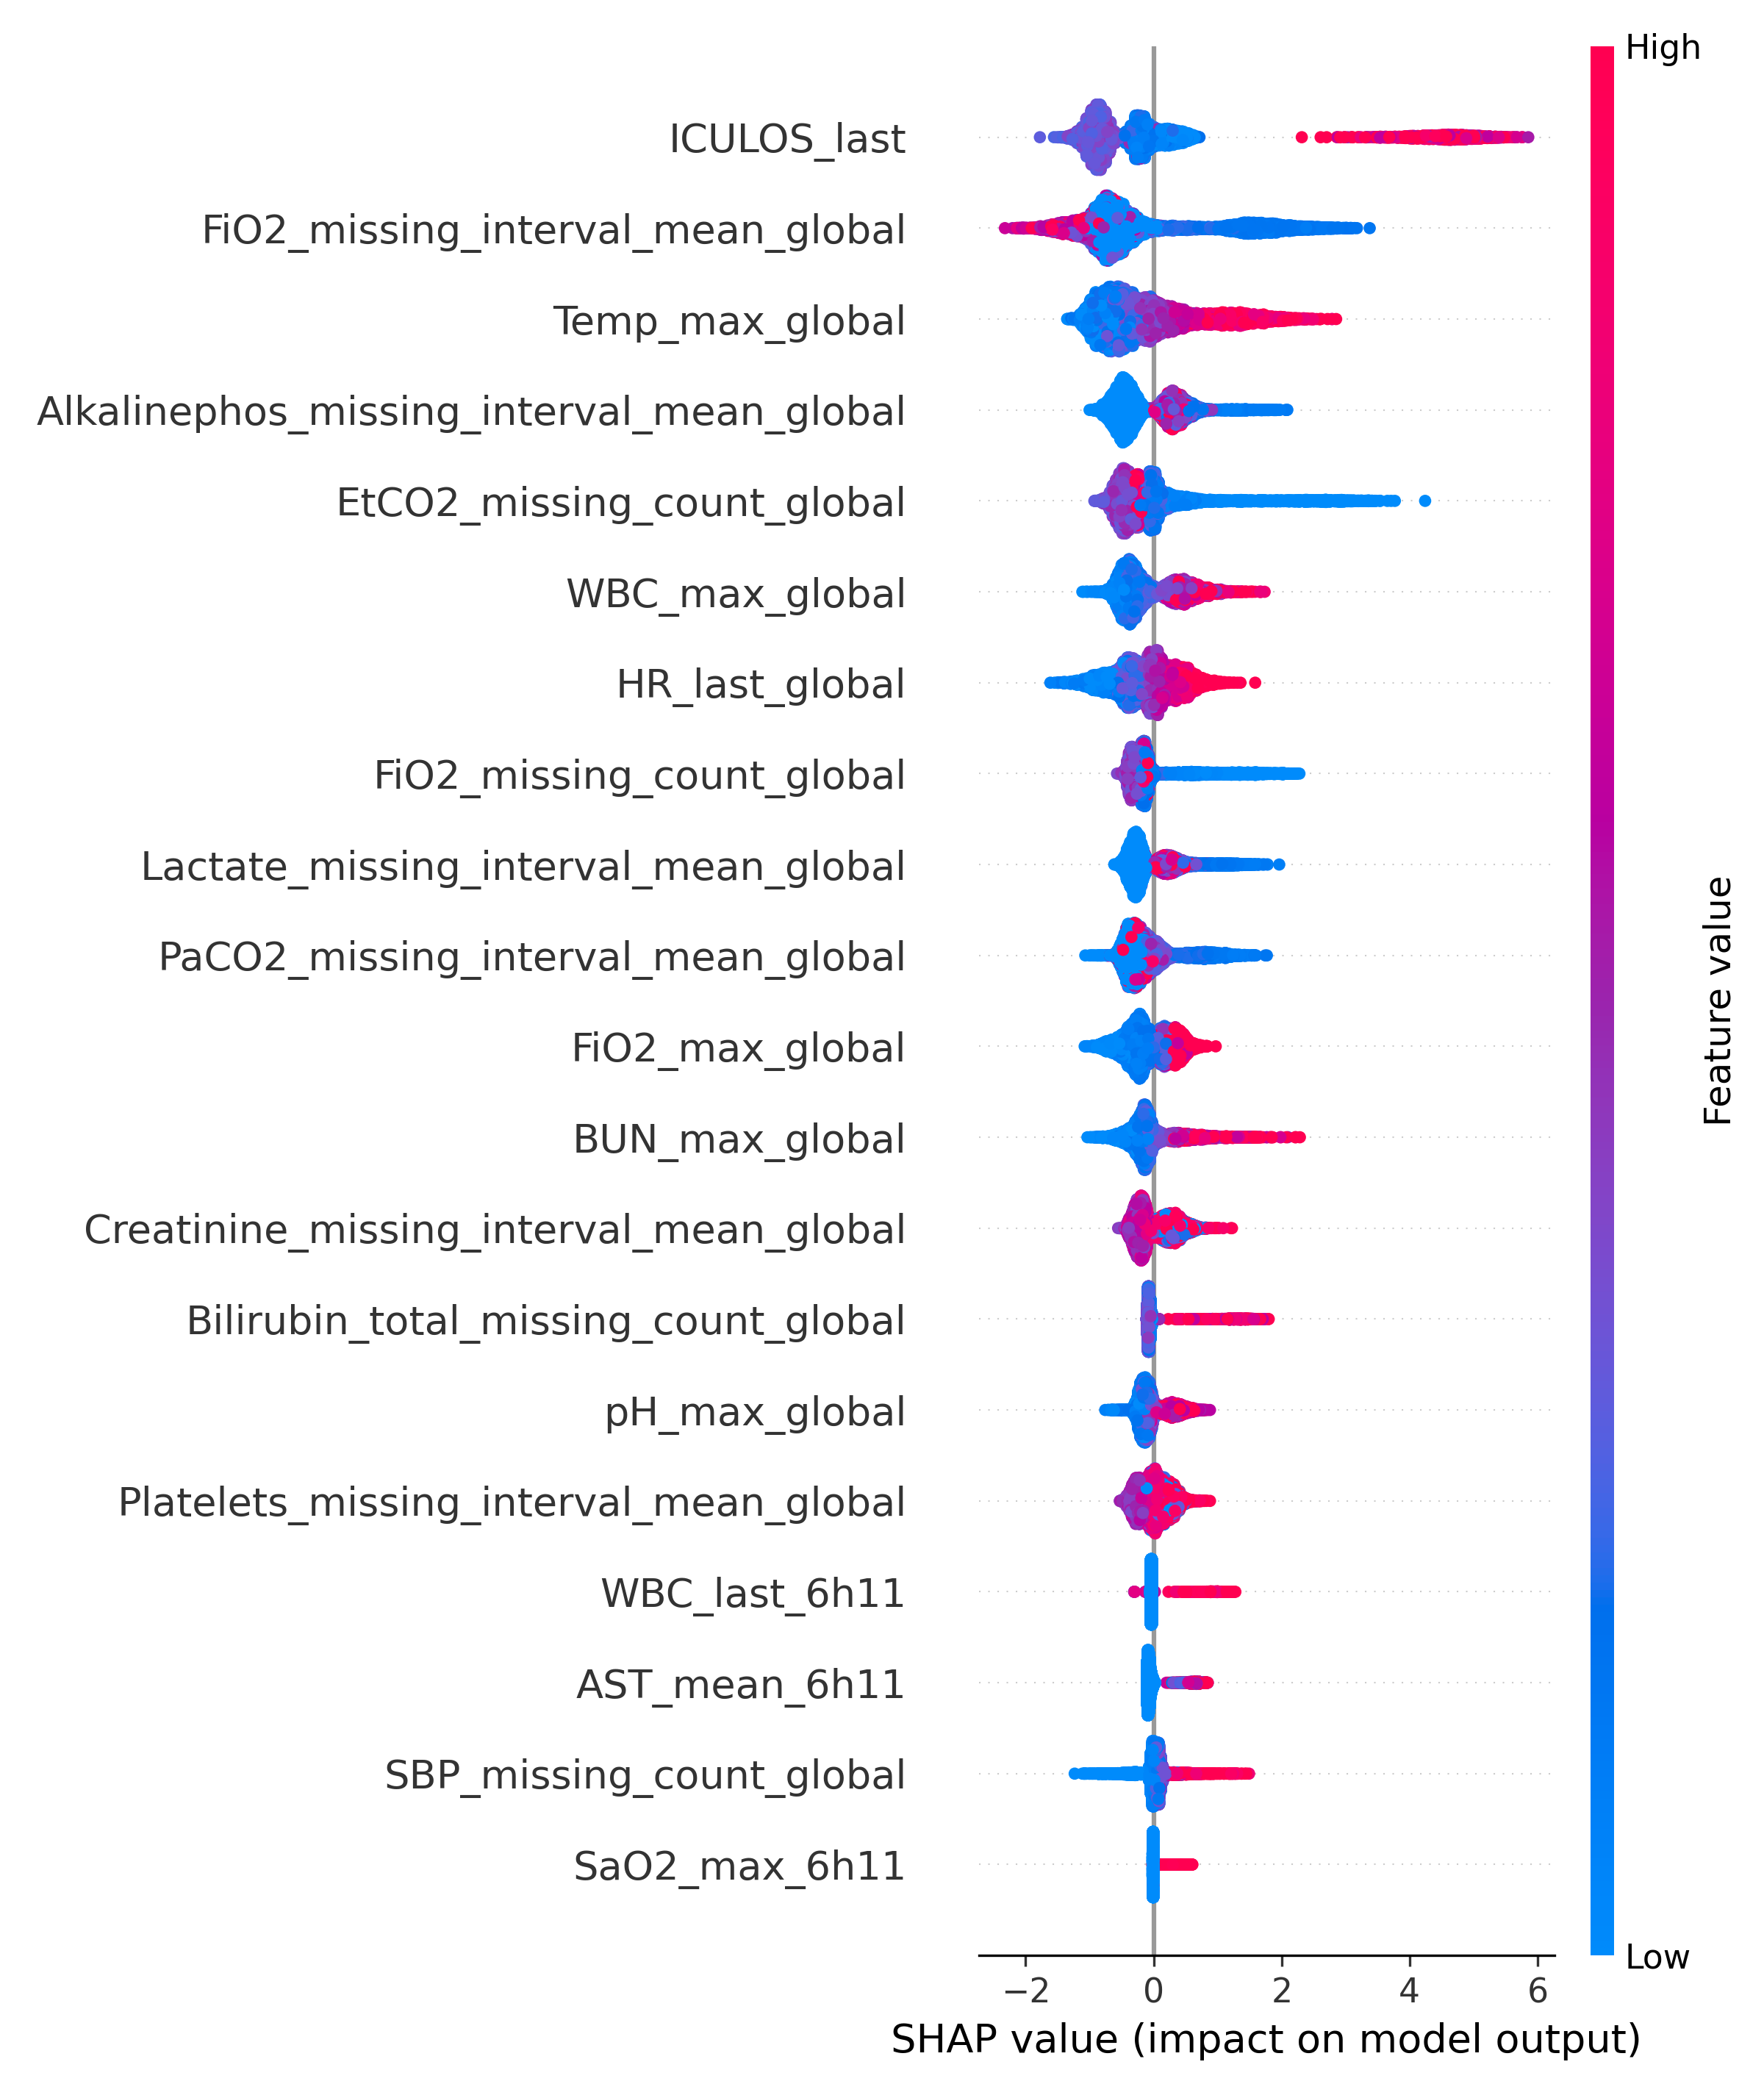 High
ICULOS_last
FiO2_missing_interval_mean_global
Temp_max_global
Alkalinephos_missing_interval_mean_global
EtCO2_missing_count_global
WBC_max_global
HR_last_global
FiO2_missing_count_global
Lactate_missing_interval_mean_global
PaCO2_missing_interval_mean_global
FiO2_max_global
BUN_max_global
Creatinine_missing_interval_mean_global
Bilirubin_total_missing_count_global
pH_max_global
Platelets_missing_interval_mean_global
WBC_last_6h11
AST_mean_6h11
SBP_missing_count_global
SaO2_max_6h11
Feature value
Low
−2 0 2 4 6
SHAP value (impact on model output)